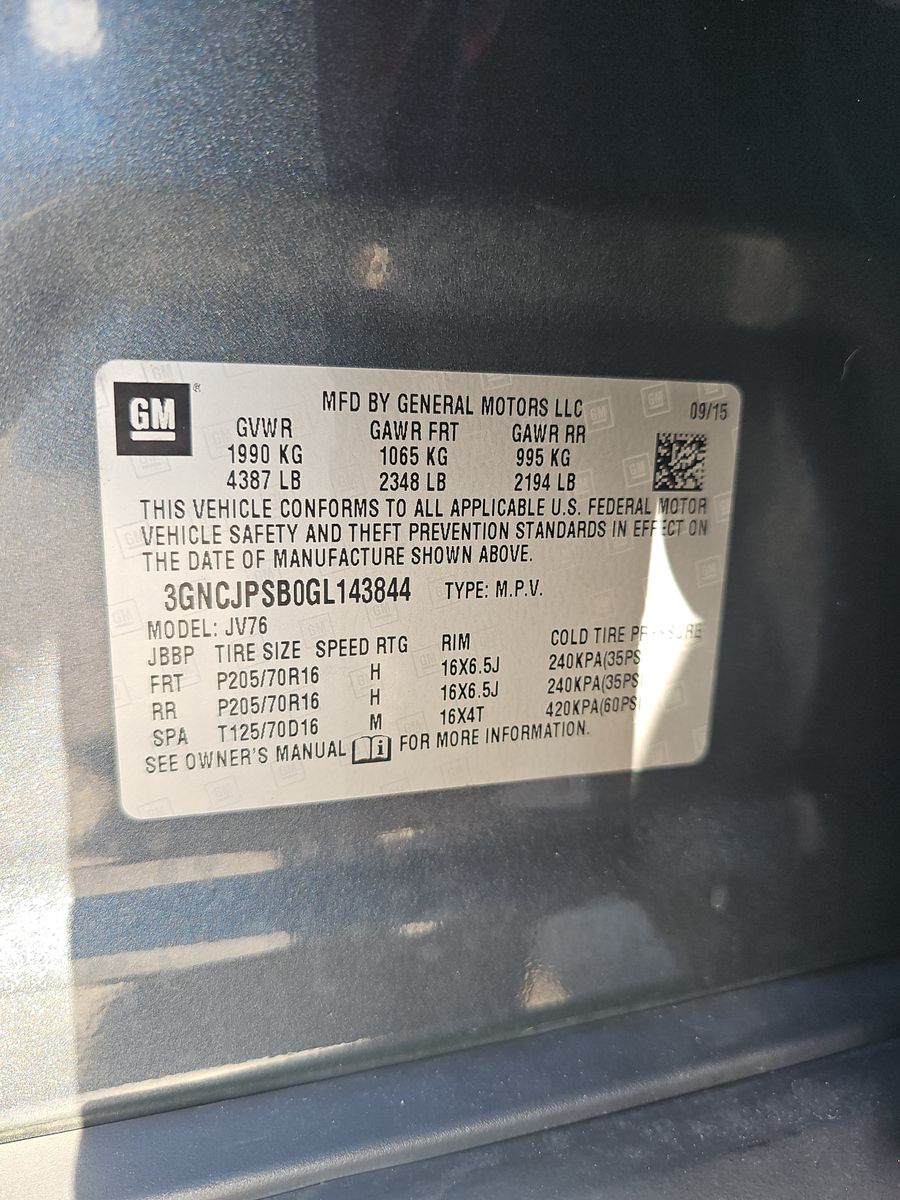 GM ®
MFD BY GENERAL MOTORS LLC 09/15
GVWR GAWR FRT GAWR RR
1990 KG 1065 KG 995 KG
4387 LB 2348 LB 2194 LB
THIS VEHICLE CONFORMS TO ALL APPLICABLE U.S. FEDERAL MOTOR
VEHICLE SAFETY AND THEFT PREVENTION STANDARDS IN EFFECT ON
THE DATE OF MANUFACTURE SHOWN ABOVE.
3GNCJPSB0GL143844 TYPE: M.P.V.
MODEL: JV76
JBBP TIRE SIZE SPEED RTG RIM COLD TIRE PRESSURE
FRT P205/70R16 H 16X6.5J 240KPA(35PS
RR P205/70R16 H 16X6.5J 240KPA(35PS
SPA T125/70D16 M 16X4T 420KPA(60PS
SEE OWNER'S MANUAL i FOR MORE INFORMATION.